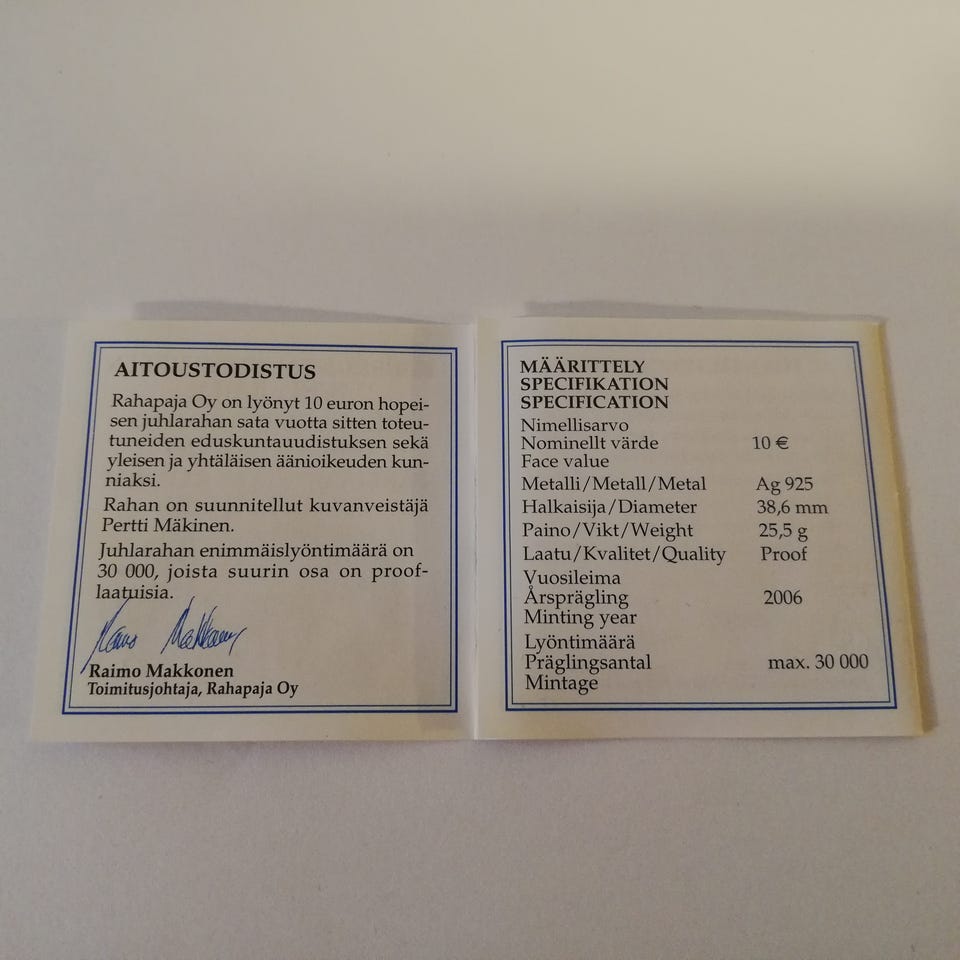 AITOUSTODISTUS
Rahapaja Oy on lyönyt 10 euron hopei-
sen juhlarahan sata vuotta sitten toteu-
tuneiden eduskuntauudistuksen sekä
yleisen ja yhtäläisen äänioikeuden kun-
niaksi.
Rahan on suunnitellut kuvanveistäjä
Pertti Mäkinen.
Juhlarahan enimmäislyöntimäärä on
30 000, joista suurin osa on proof-
laatuisia.
Raimo Makkonen
Raimo Makkonen
Toimitusjohtaja, Rahapaja Oy
MÄÄRITTELY
SPECIFIKATION
SPECIFICATION
Nimellisarvo
Nominellt värde 10 €
Face value
Metalli/Metall/Metal Ag 925
Halkaisija/Diameter 38,6 mm
Paino/Vikt/Weight 25,5 g
Laatu/Kvalitet/Quality Proof
Vuosileima
Årsprägling 2006
Minting year
Lyöntimäärä
Präglingsantal max. 30 000
Mintage